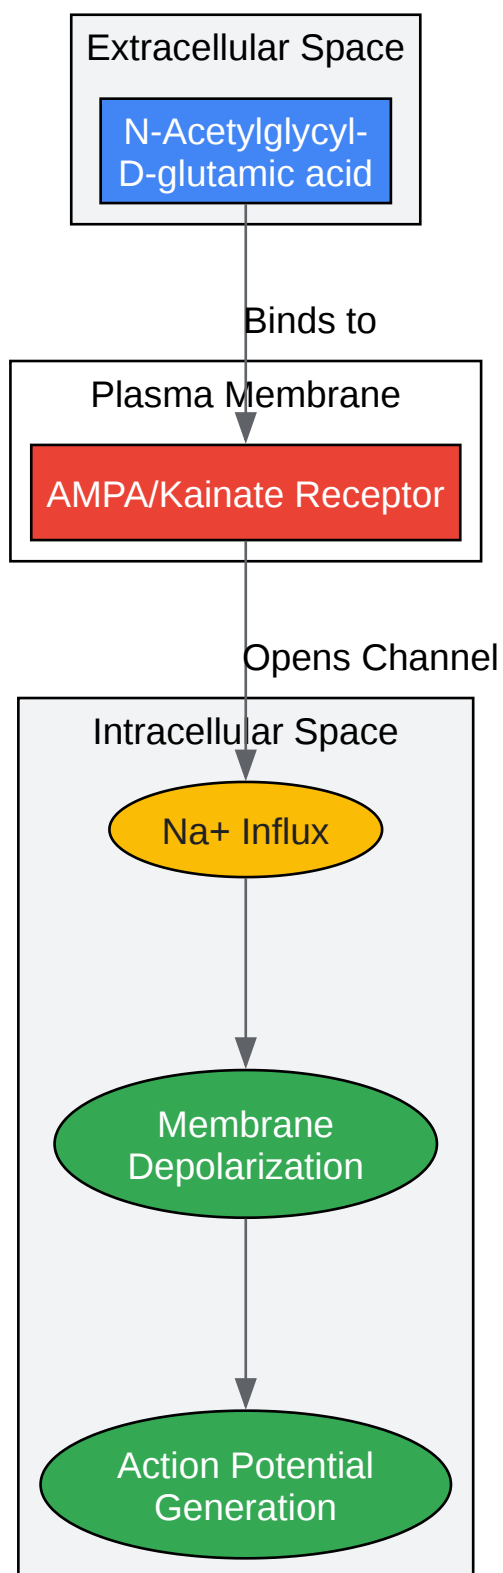 Extracellular Space
N-Acetylglycyl-
D-glutamic acid
Binds to
Plasma Membrane
AMPA/Kainate Receptor
Opens Channel
Intracellular Space
Na+ Influx
Membrane
Depolarization
Action Potential
Generation